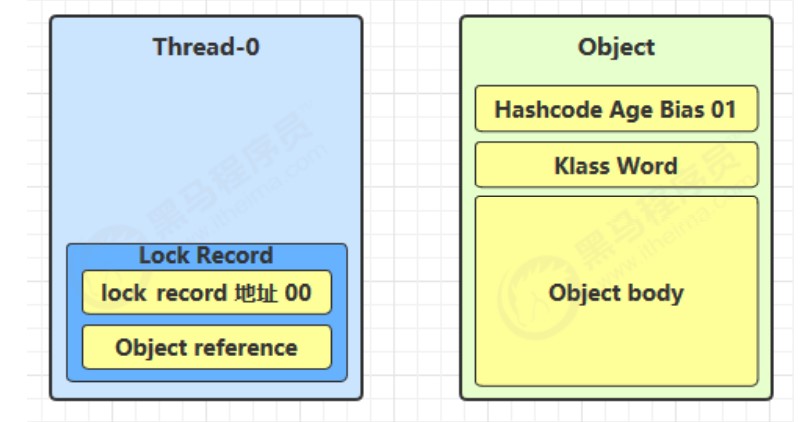 Thread-0
Lock Record
lock record 地址 00
Object reference
Object
Hashcode Age Bias 01
Klass Word
Object body
黑马程序员
www.itheima.com
黑马程序员
www.itheima.com